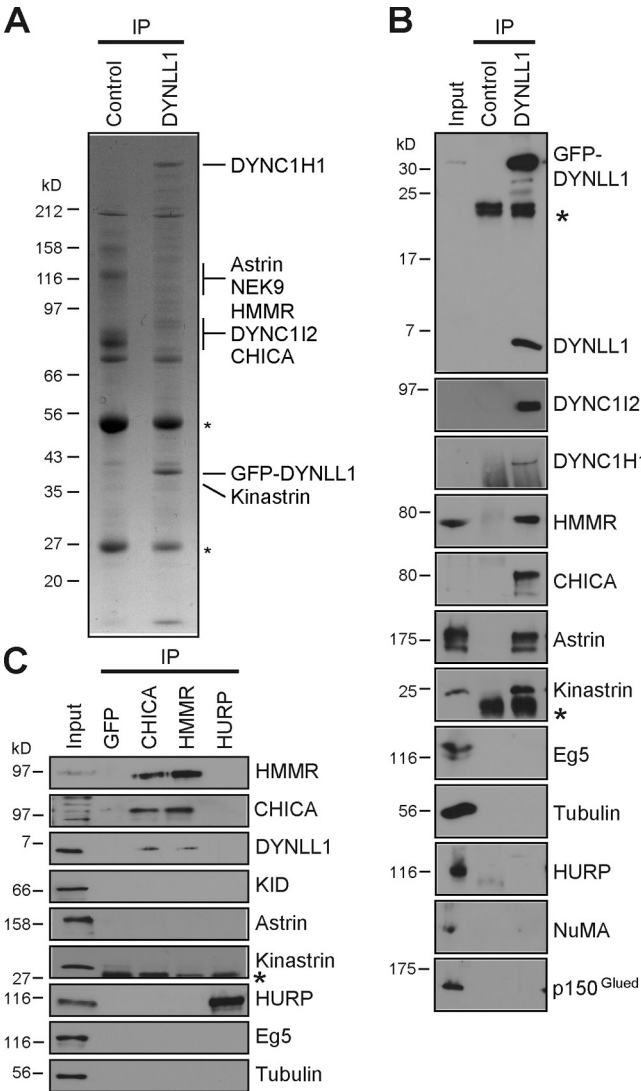 A
IP
Control
DYNLL1
kD
212
158
116
97
66
56
43
35
27
20
DYNC1H1
Astrin
NEK9
HMMR
DYNC1I2
CHICA
*
GFP-DYNLL1
Kinastrin
*
B
IP
Input
Control
DYNLL1
kD
30
25
17
7
GFP-
DYNLL1
*
DYNLL1
97
DYNC1I2
DYNC1H1
80
HMMR
80
CHICA
175
Astrin
25
Kinastrin
*
116
Eg5
56
Tubulin
116
HURP
NuMA
175
p150 Glued
C
IP
Input
GFP
CHICA
HMMR
HURP
kD
97
HMMR
97
CHICA
7
DYNLL1
66
KID
158
Astrin
27
Kinastrin
*
116
HURP
116
Eg5
56
Tubulin